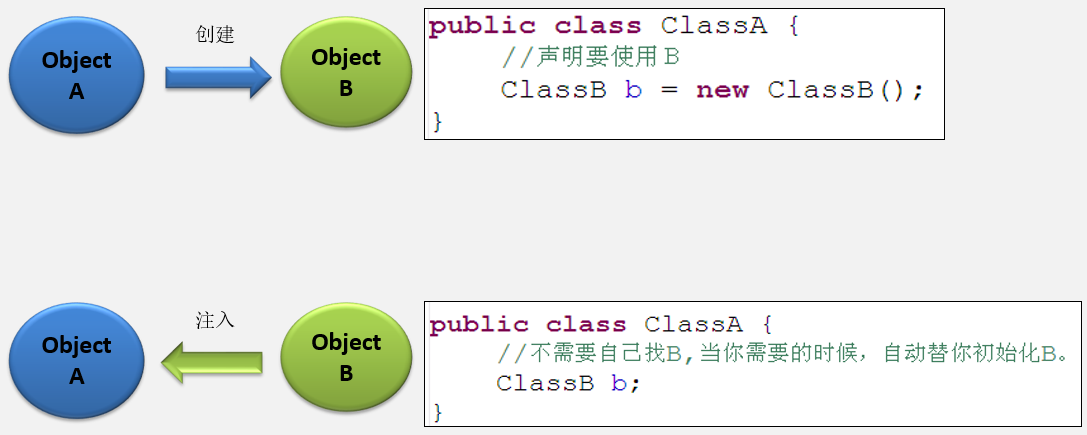 Object
A
创建
Object
B
public class ClassA {
//声明要使用B
ClassB b = new ClassB();
}
Object
A
注入
Object
B
public class ClassA {
//不需要自己找B,当你需要的时候，自动替你初始化B。
ClassB b;
}